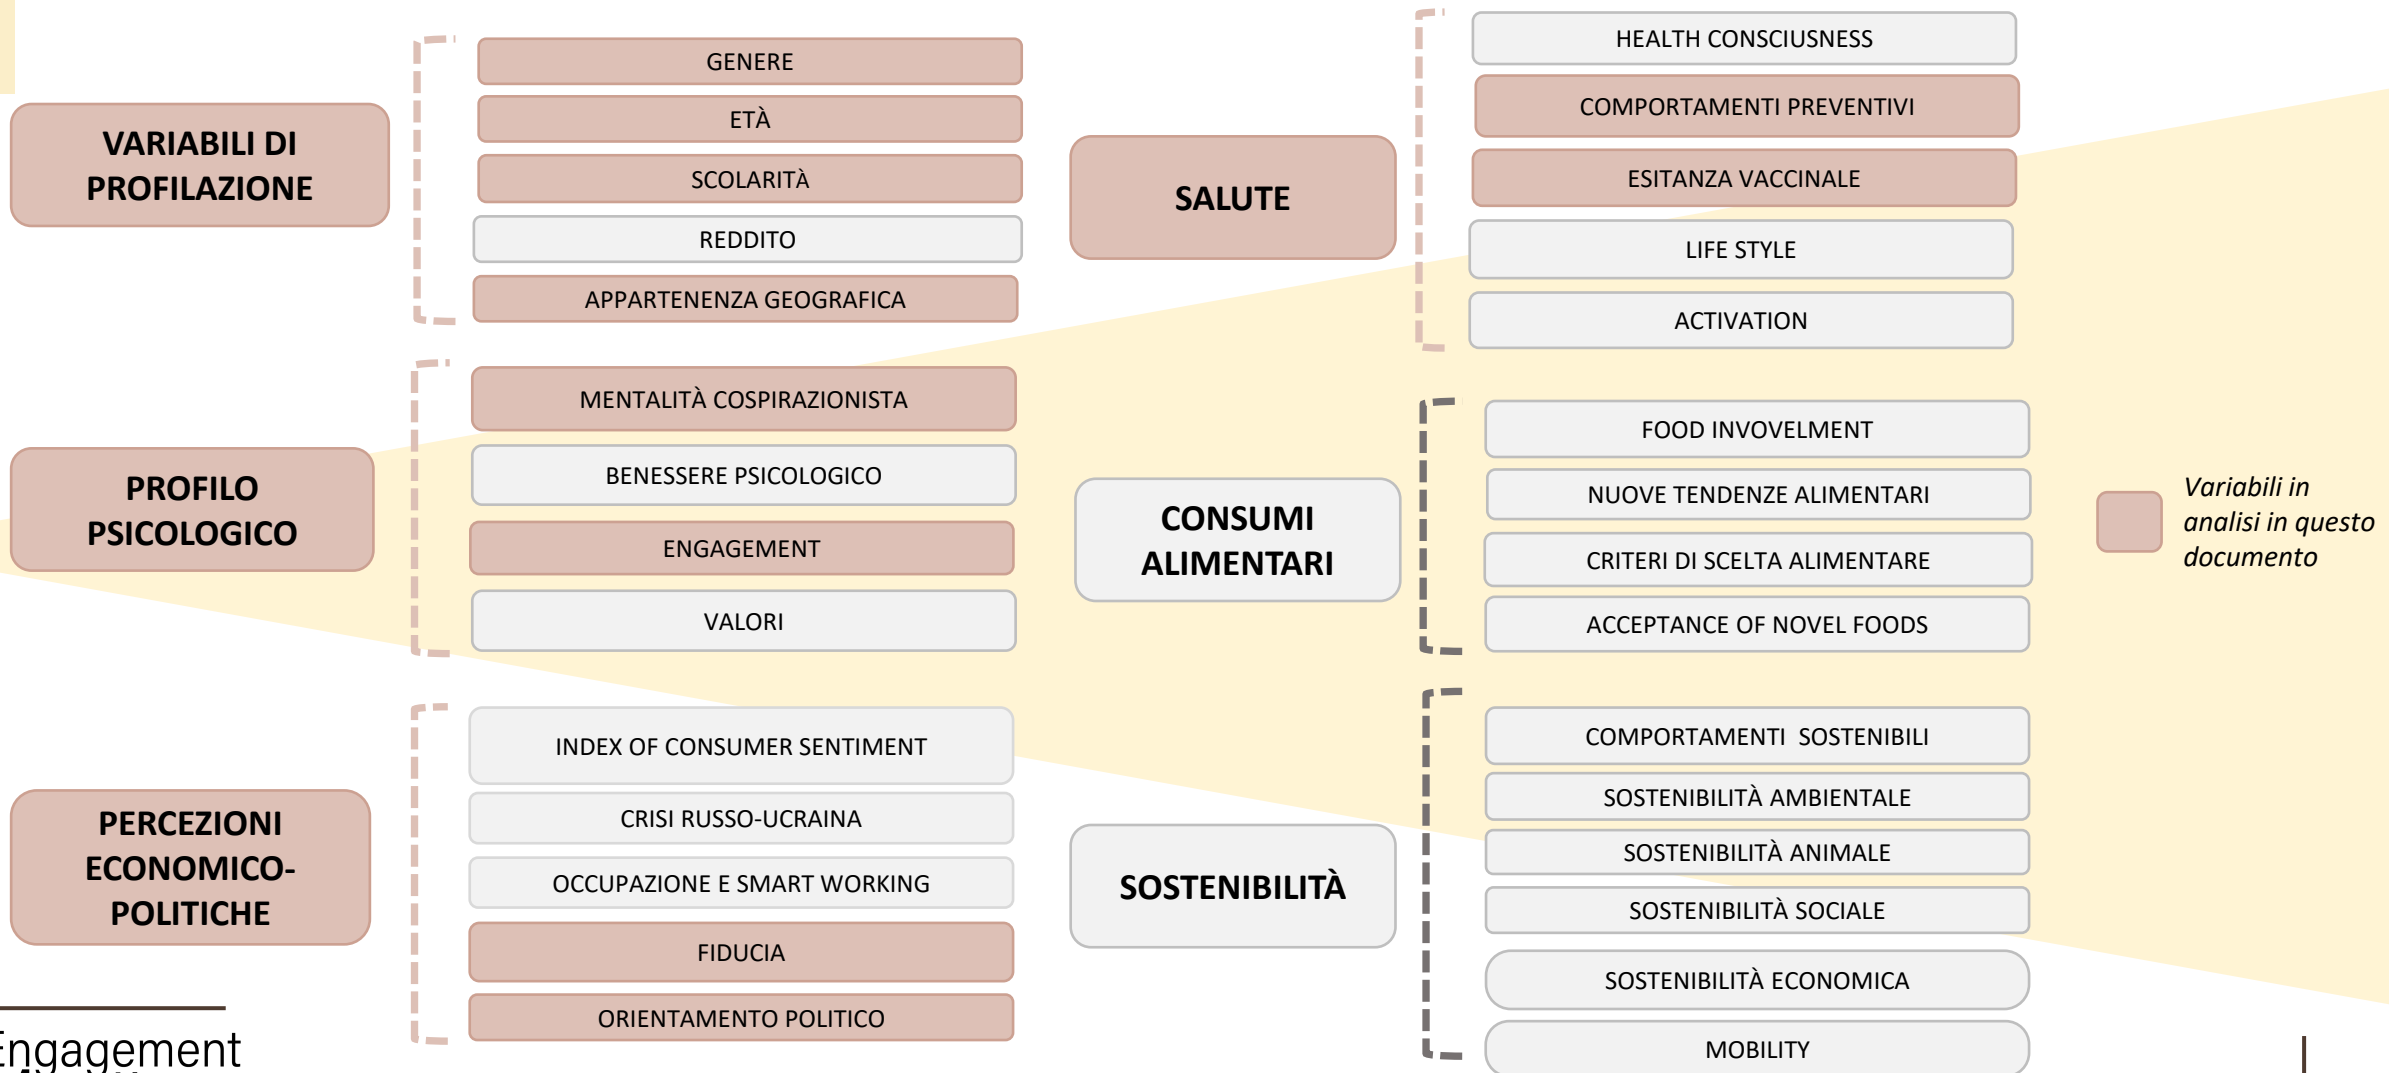 VARIABILI DI
PROFILAZIONE
GENERE
ETÀ
SCOLARITÀ
REDDITO
APPARTENENZA GEOGRAFICA
PROFILO
PSICOLOGICO
MENTALITÀ COSPIRAZIONISTA
BENESSERE PSICOLOGICO
ENGAGEMENT
VALORI
PERCEZIONI
ECONOMICO-
POLITICHE
INDEX OF CONSUMER SENTIMENT
CRISI RUSSO-UCRAINA
OCCUPAZIONE E SMART WORKING
FIDUCIA
ORIENTAMENTO POLITICO
SALUTE
HEALTH CONSCIUSNESS
COMPORTAMENTI PREVENTIVI
ESITANZA VACCINALE
LIFE STYLE
ACTIVATION
CONSUMI
ALIMENTARI
FOOD INVOVELMENT
NUOVE TENDENZE ALIMENTARI
CRITERI DI SCELTA ALIMENTARE
ACCEPTANCE OF NOVEL FOODS
SOSTENIBILITÀ
COMPORTAMENTI SOSTENIBILI
SOSTENIBILITÀ AMBIENTALE
SOSTENIBILITÀ ANIMALE
SOSTENIBILITÀ SOCIALE
SOSTENIBILITÀ ECONOMICA
MOBILITY
Variabili in
analisi in questo
documento
Engagement